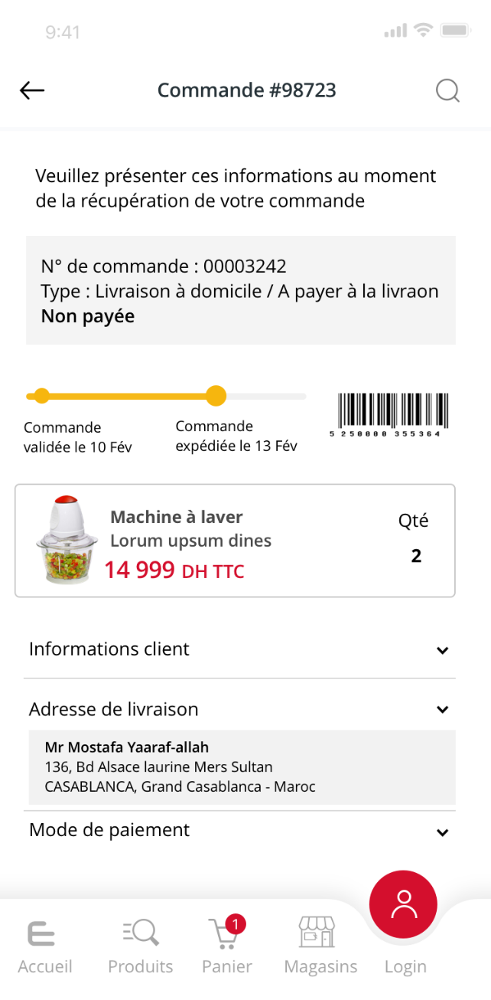 9:41
Commande #98723
Veuillez présenter ces informations au moment
de la récupération de votre commande
N° de commande : 00003242
Type : Livraison à domicile / A payer à la livraon
Non payée
Commande
validée le 10 Fév
Commande
expédiée le 13 Fév
5 250000 355364
Machine à laver
Lorum upsum dines
14 999 DH TTC
Qté
2
Informations client
Adresse de livraison
Mr Mostafa Yaaraf-allah
136, Bd Alsace laurine Mers Sultan
CASABLANCA, Grand Casablanca - Maroc
Mode de paiement
1
Accueil
Produits
Panier
Magasins
Login